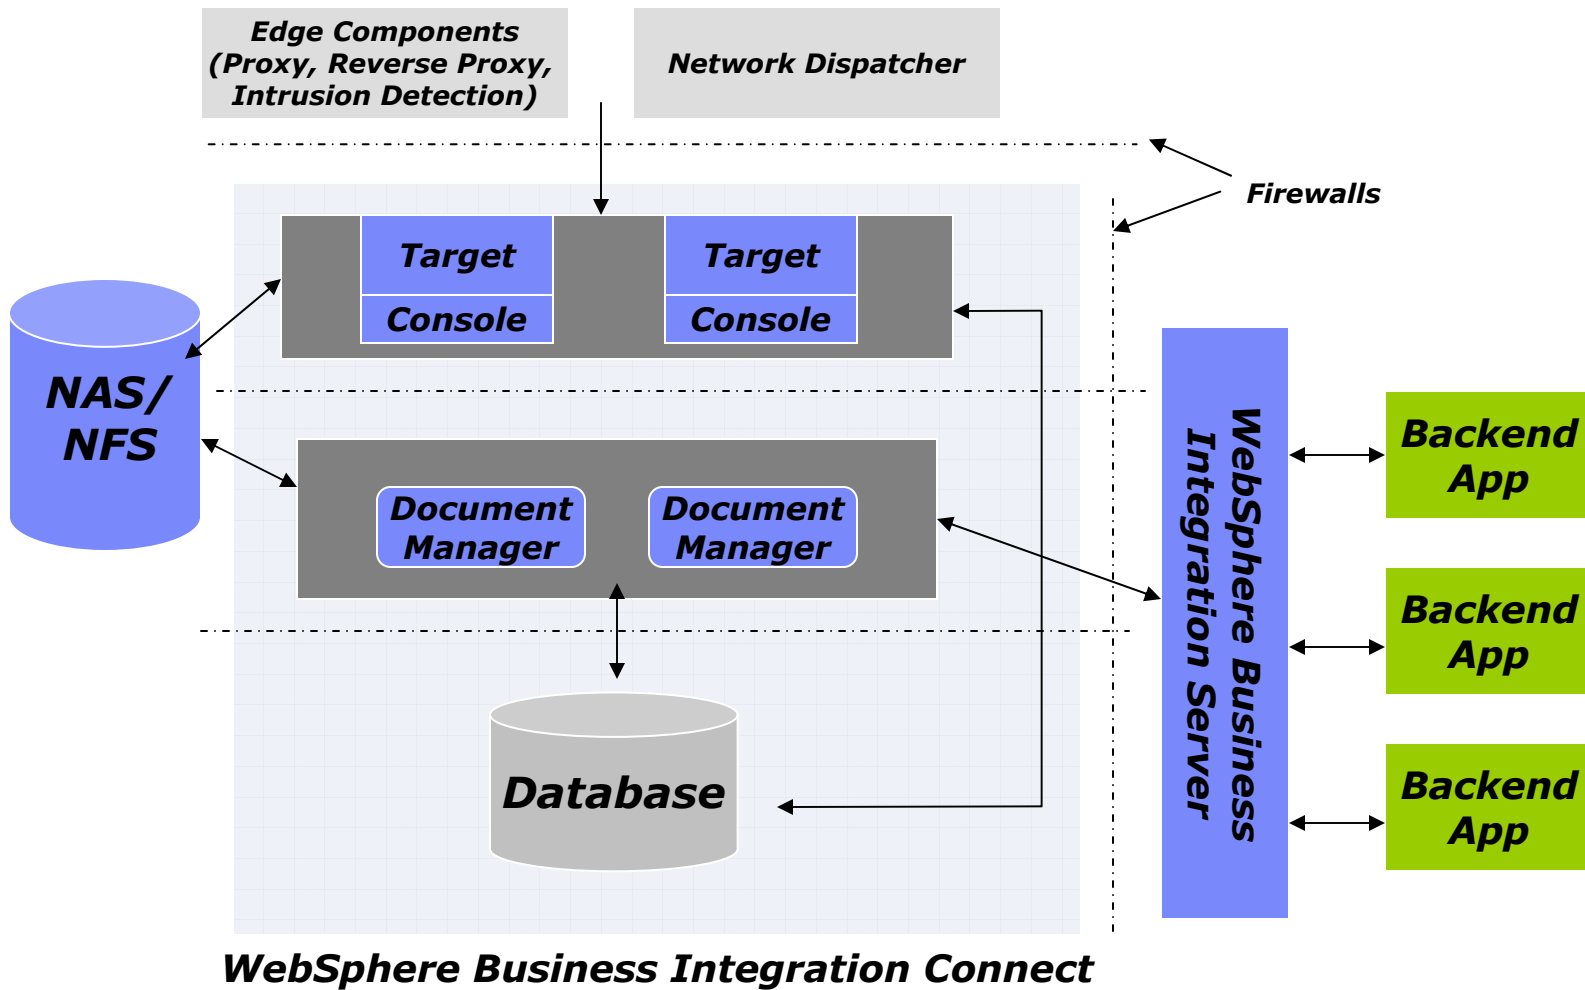 Edge Components
(Proxy, Reverse Proxy,
Intrusion Detection)
Network Dispatcher
Firewalls
Target
Console
Target
Console
NAS/
NFS
Document
Manager
Document
Manager
Database
WebSphere Business
Integration Server
Backend
App
Backend
App
Backend
App
WebSphere Business Integration Connect